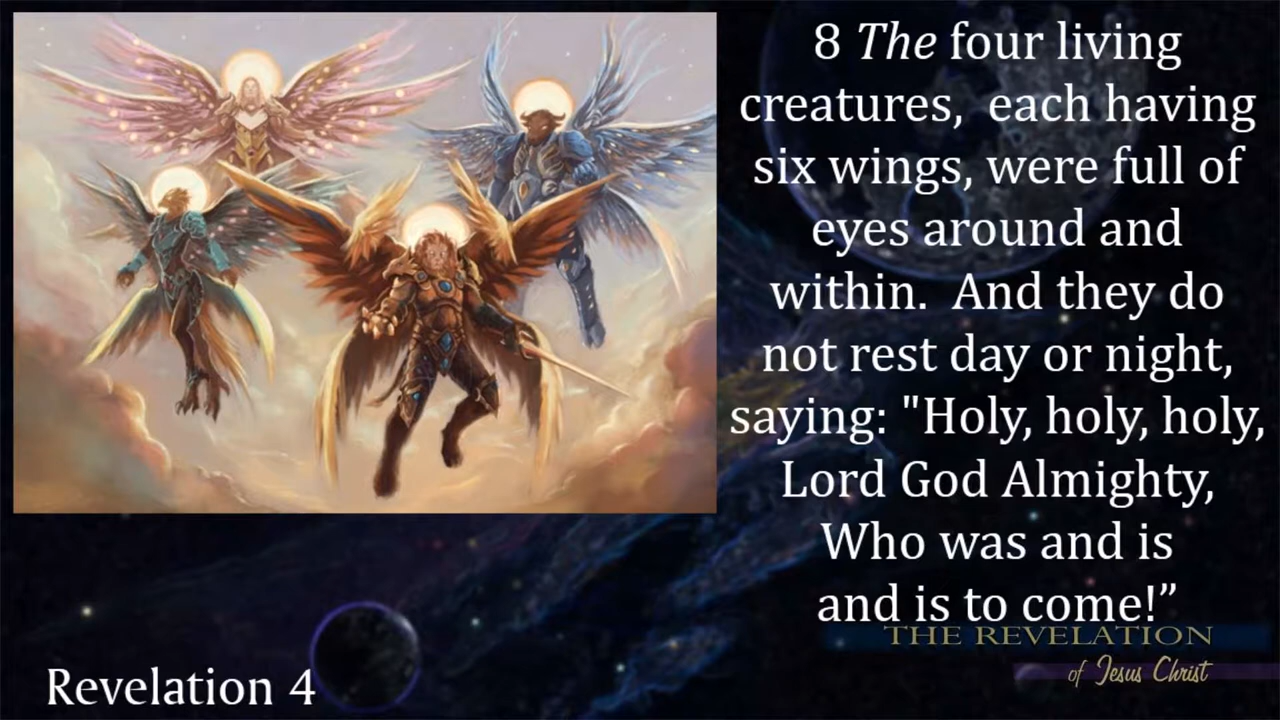 8 The four living
creatures,  each having
six wings, were full of
eyes around and
within.  And they do
not rest day or night,
saying: "Holy, holy, holy,
Lord God Almighty,
Who was and is
and is to come!”
THE REVELATION
of Jesus Christ
Revelation 4